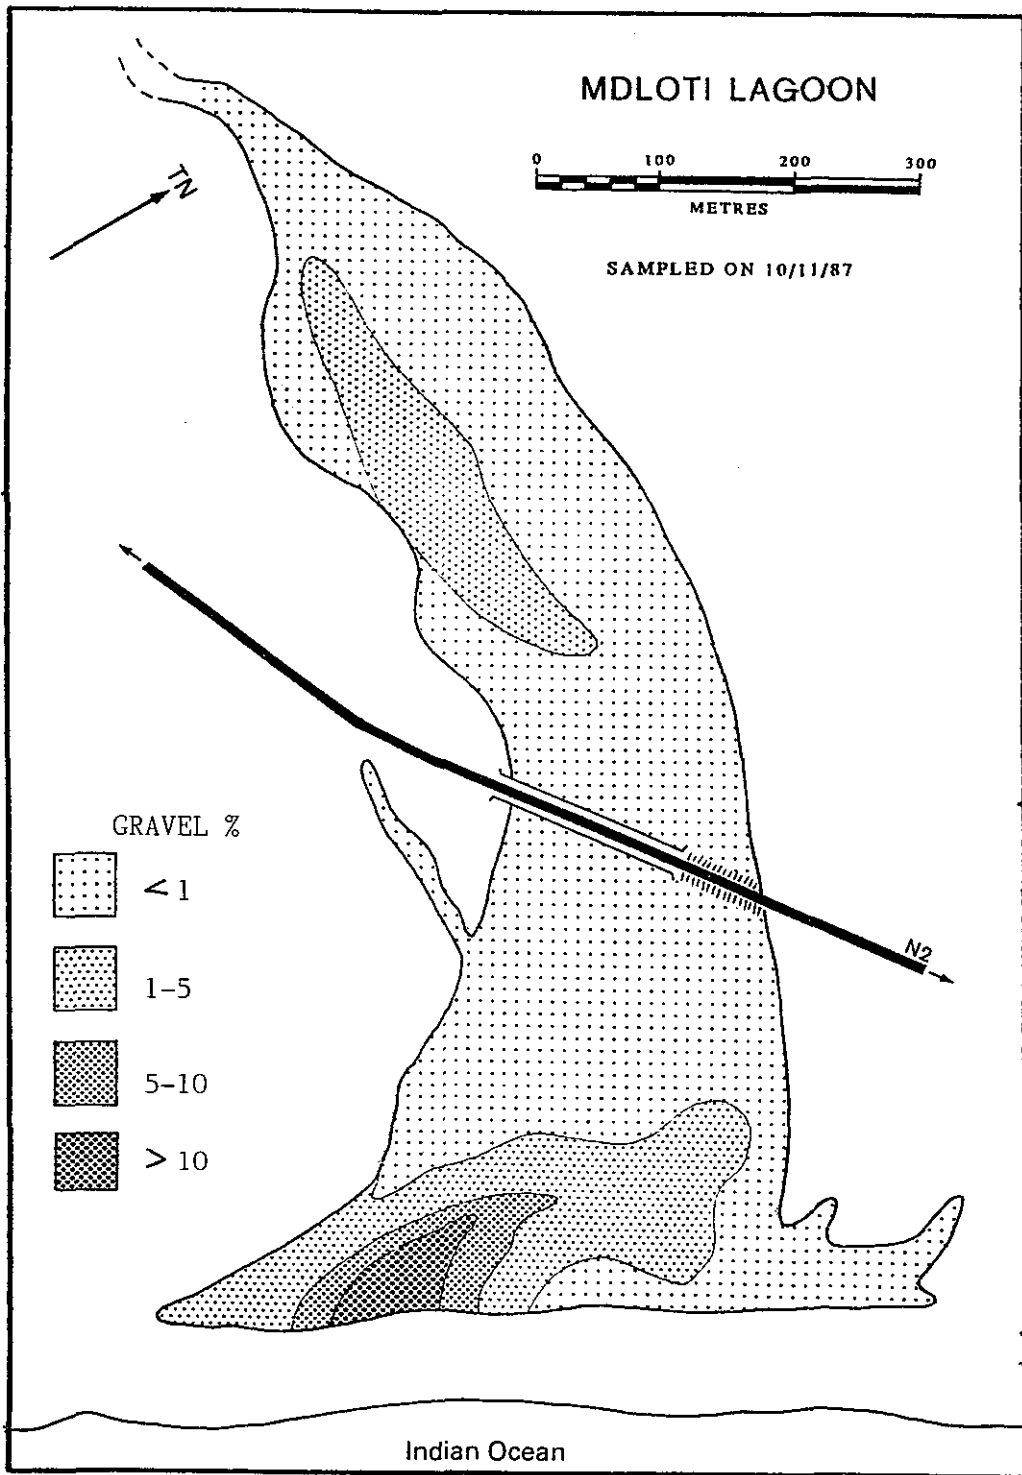 MDLOTI LAGOON
0 100 200 300
METRES
TN
SAMPLED ON 10/11/87
GRAVEL %
< 1
1-5
5-10
> 10
N2
Indian Ocean